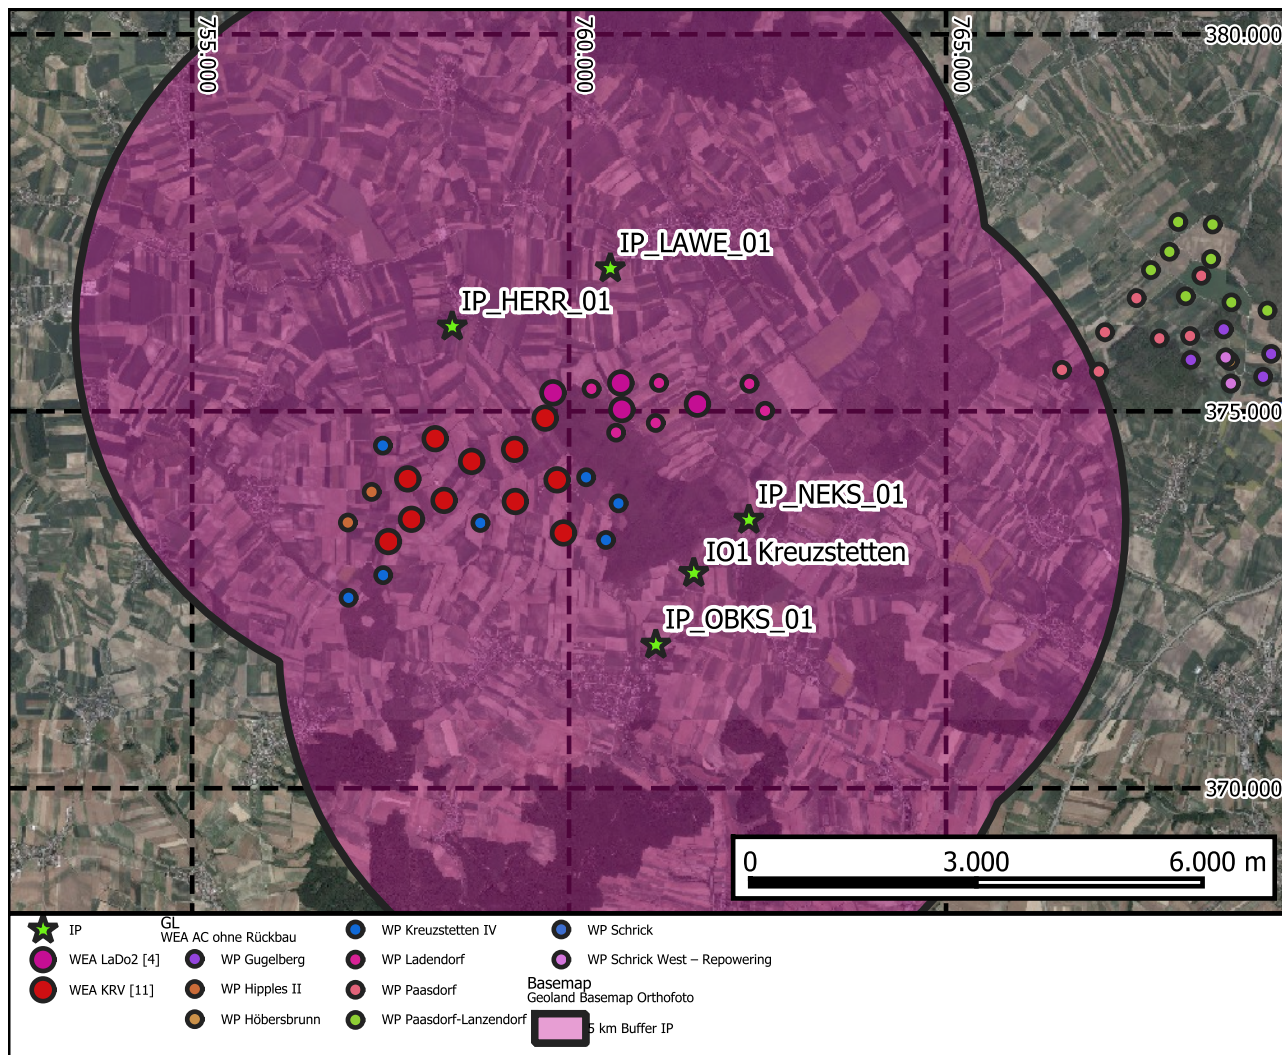 755.000
760.000
765.000
380.000
IP_LAWE_01
IP_HERR_01
375.000
IP_NEKS_01
IO1 Kreuzstetten
IP_OBKS_01
370.000
0 3.000 6.000 m
IP
WEA LaDo2 [4]
WEA KRV [11]
GL
WEA AC ohne Rückbau
WP Gugelberg
WP Hipples II
WP Höbersbrunn
WP Kreuzstetten IV
WP Ladendorf
WP Paasdorf
WP Paasdorf-Lanzendorf
WP Schrick
WP Schrick West – Repowering
Basemap
Geoland Basemap Orthofoto
5 km Buffer IP